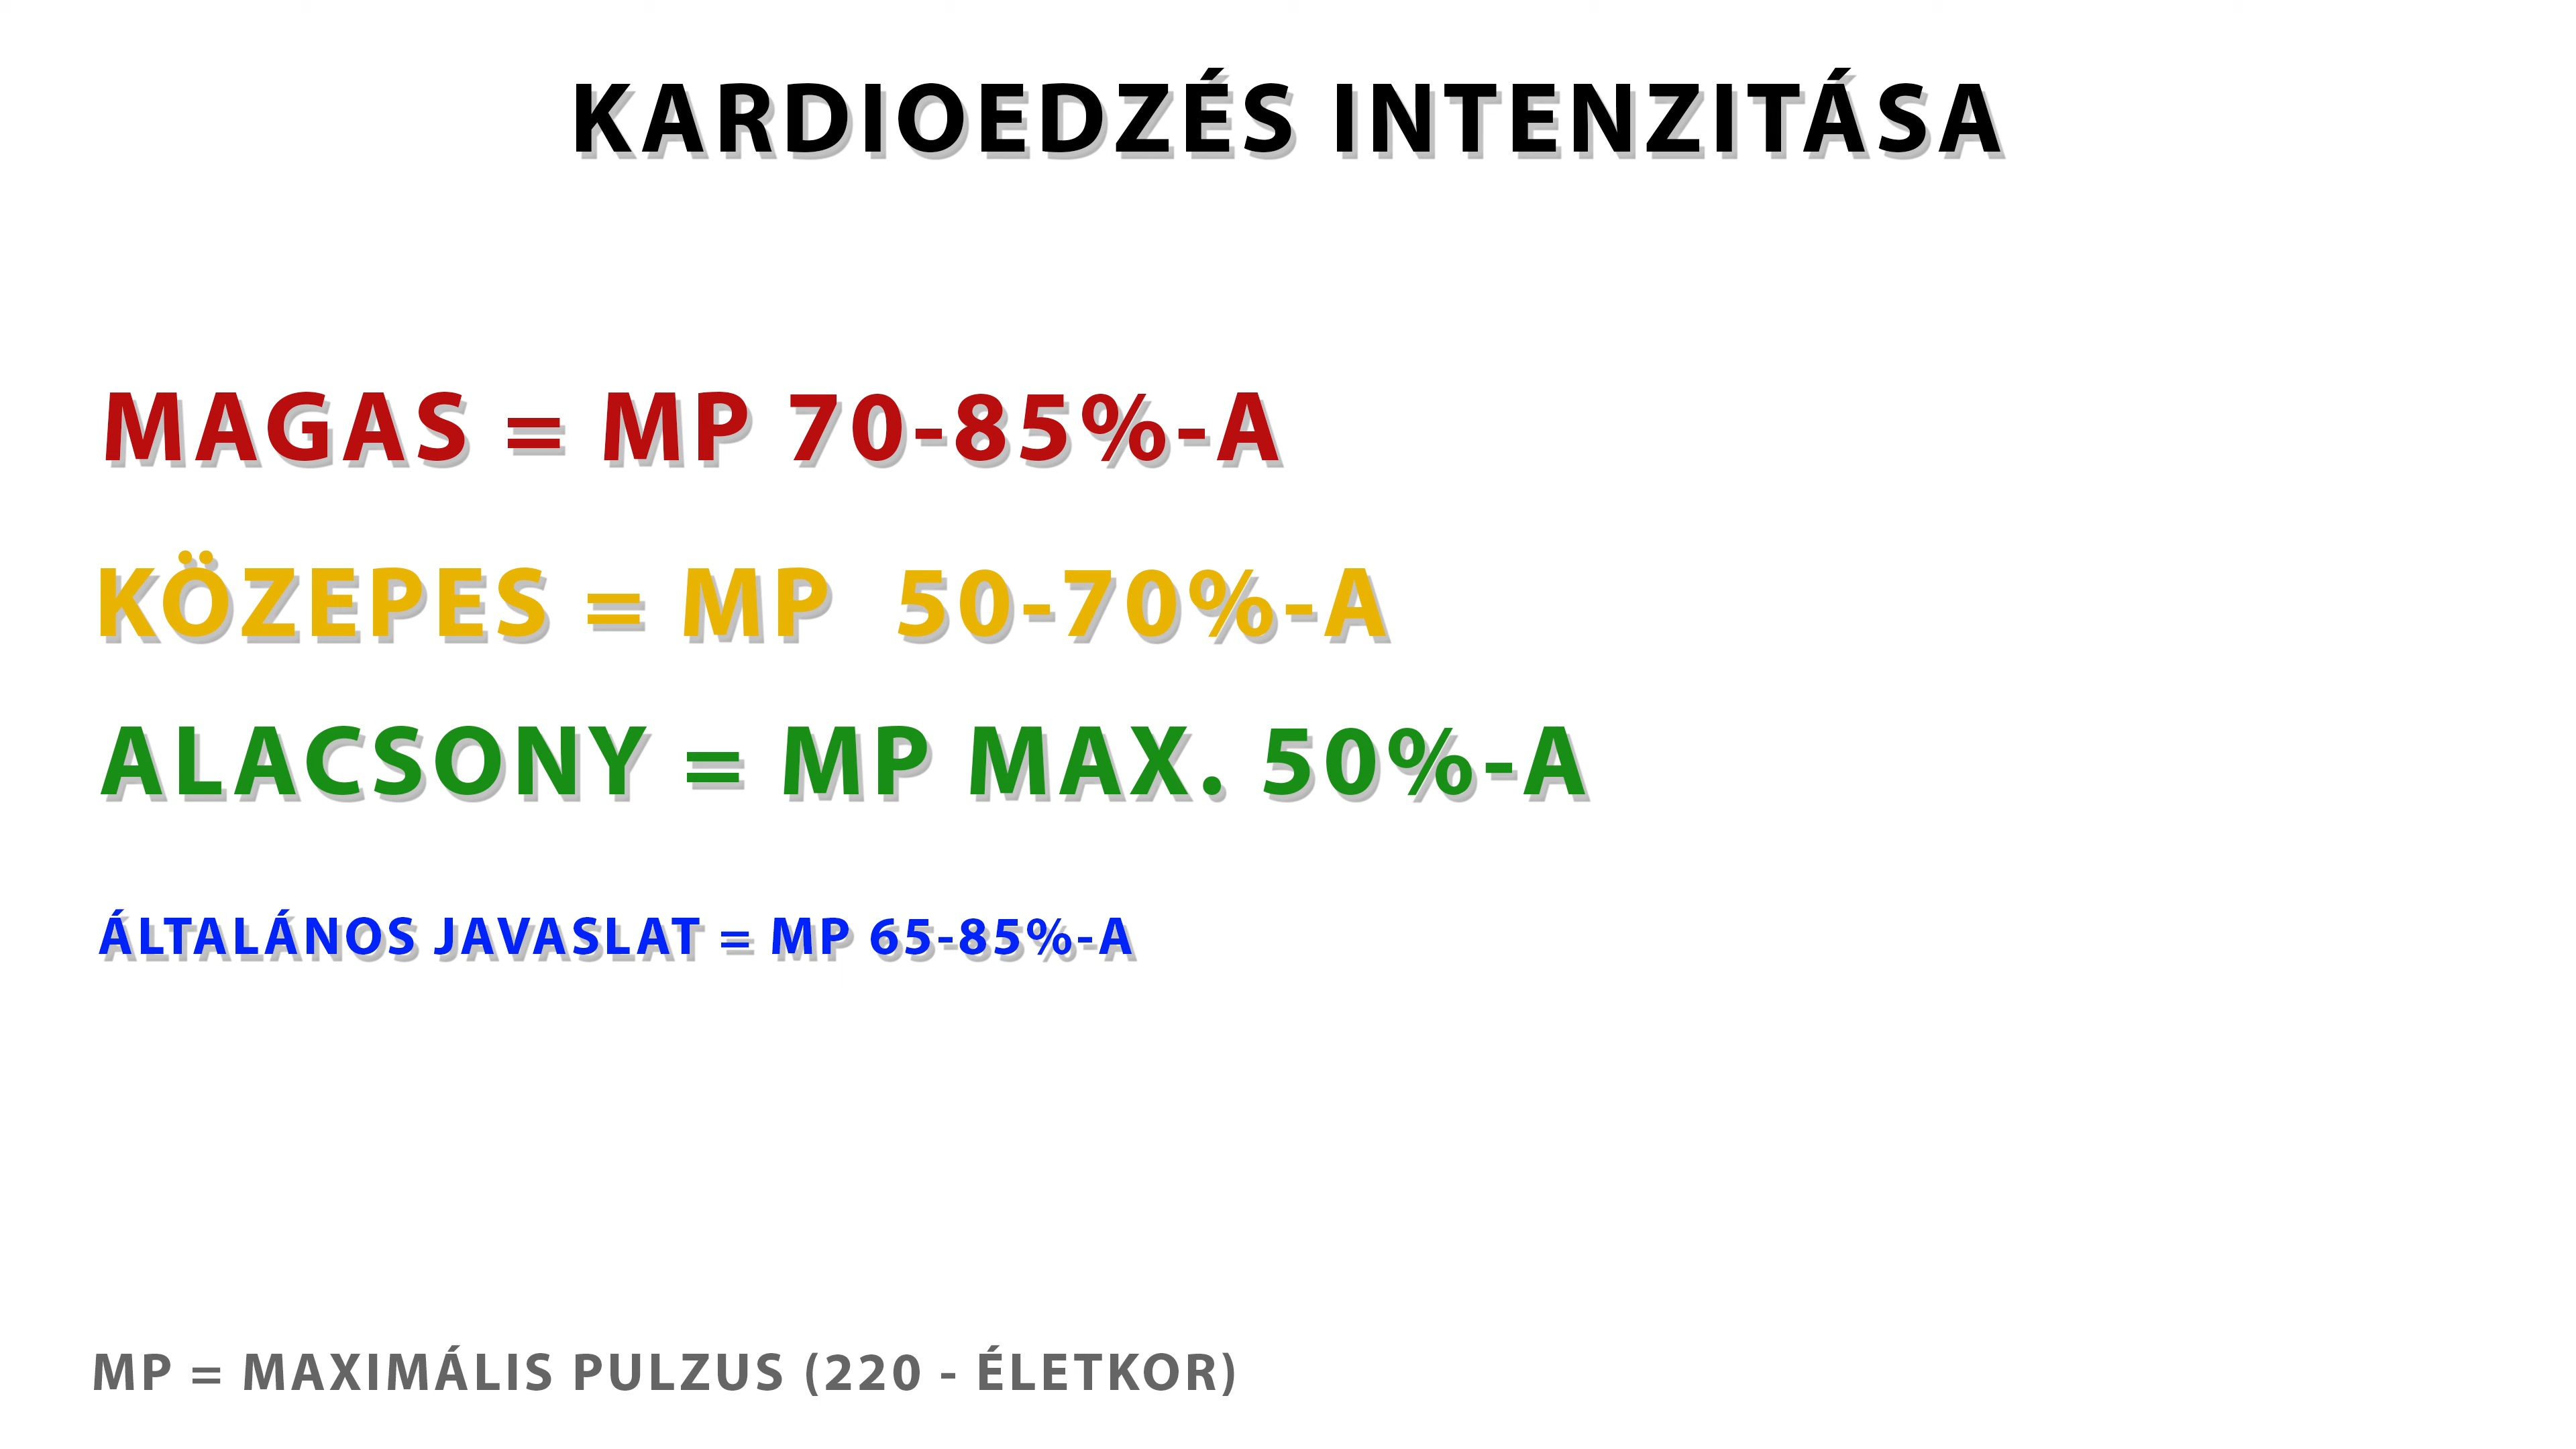 KARDIOEDZÉS INTENZITÁSA
MAGAS = MP 70-85%-A
KÖZEPES = MP 50-70%-A
ALACSONY = MP MAX. 50%-A
ÁLTALÁNOS JAVASLAT = MP 65-85%-A
MP = MAXIMÁLIS PULZUS (220 - ÉLETKOR)